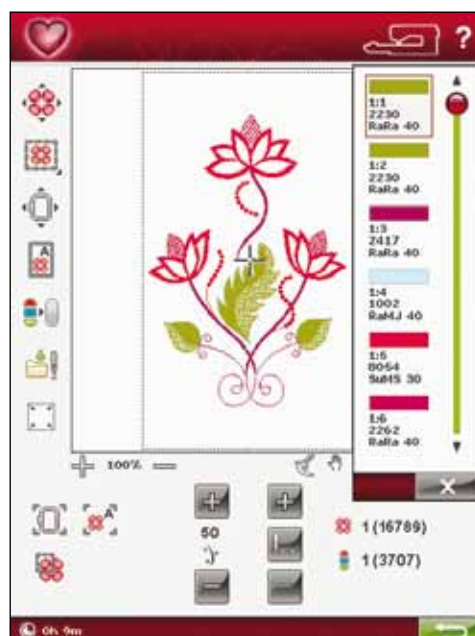 ?
1:1
2230
RaRa 40
1:2
2230
RaRa 40
1:3
2417
RaRa 40
1:4
1002
RaMJ 40
1:5
8054
SuMS 30
1:6
2262
RaRa 40
A
100%
A
50
1 (16789)
1 (3707)
0h 9m